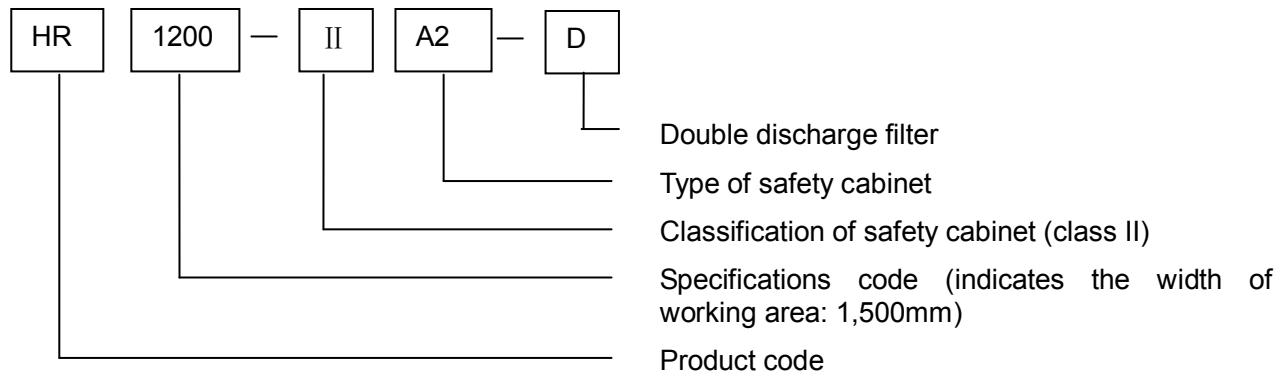 HR 1200 — II A2 — D
Double discharge filter
Type of safety cabinet
Classification of safety cabinet (class II)
Specifications code (indicates the width of
working area: 1,500mm)
Product code